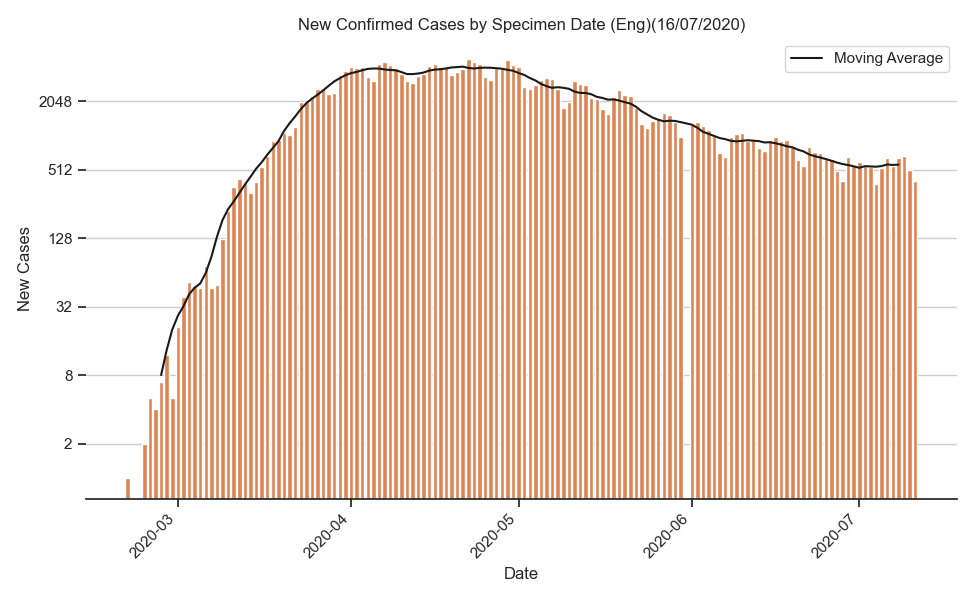 New Confirmed Cases by Specimen Date (Eng)(16/07/2020)
Moving Average
2048
512
128
32
8
2
New Cases
2020-03
2020-04
2020-05
2020-06
2020-07
Date